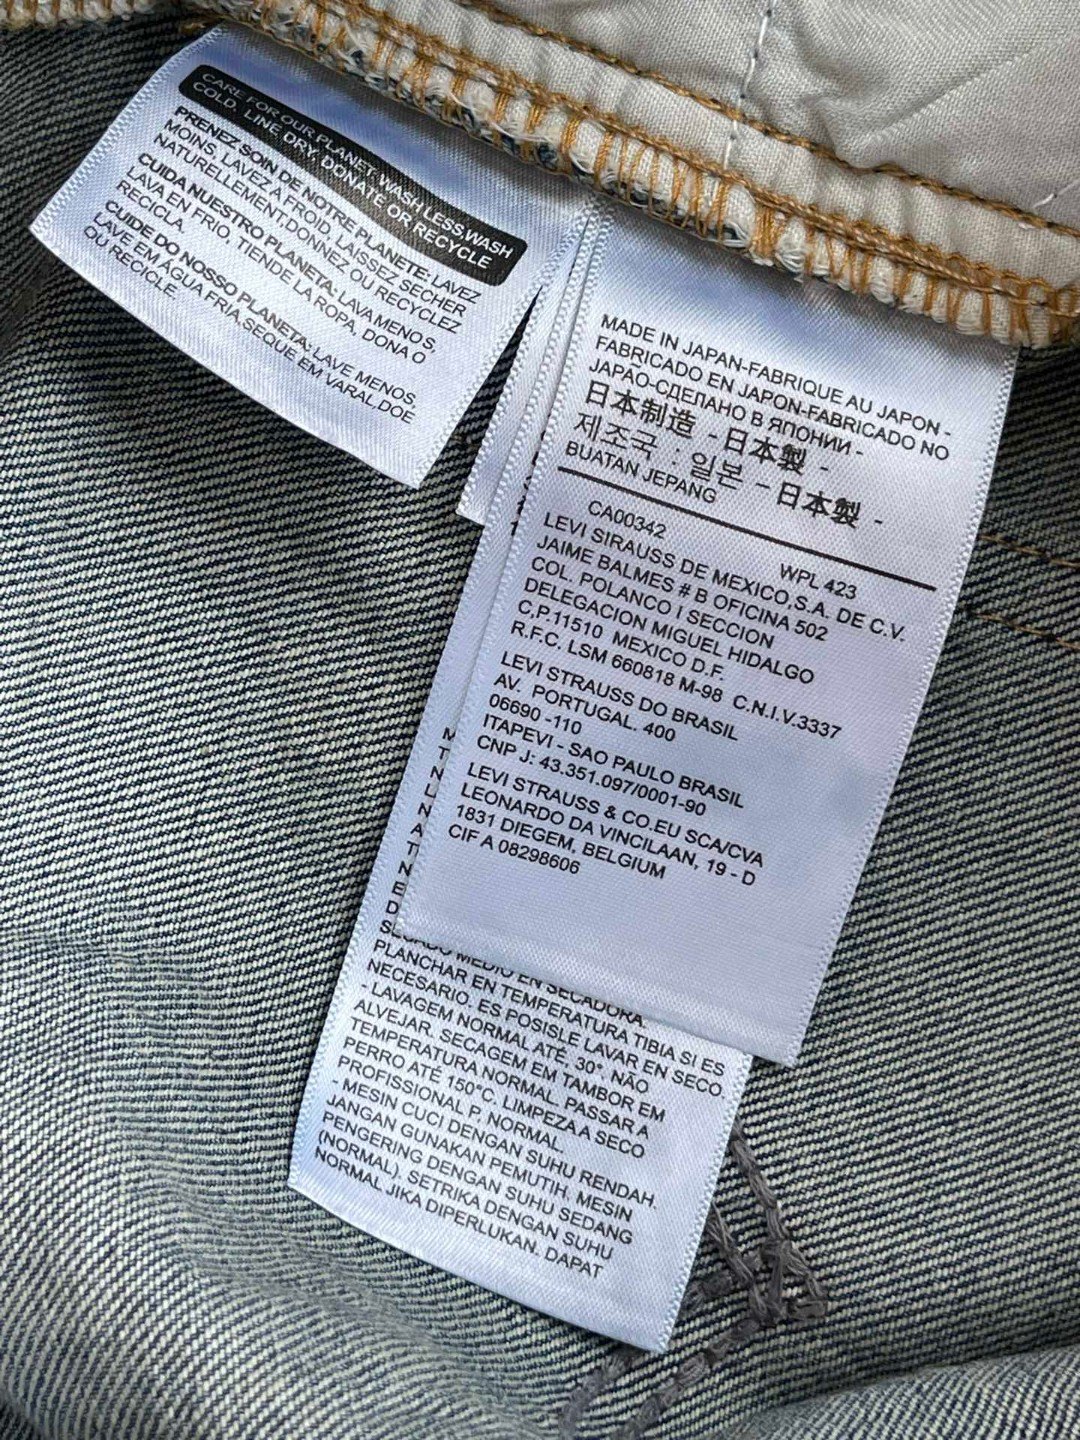 CARE FOR OUR PLANET: WASH LESS,WASH
COLD, LINE DRY, DONATE OR RECYCLE
PRENEZ SOIN DE NOTRE PLANETE: LAVEZ
MOINS, LAVEZ A FROID, LAISSEZ SECHER
NATURELLEMENT,DONNEZ OU RECYCLEZ
CUIDA NUESTRO PLANETA: LAVA MENO S,
LAVA EN FRIO, TIENDE LA ROPA, DONA O
RECICLA.
CUIDE DO NOSSO PLANETA: LAVE MENOS,
LAVE EM ÁGUA FRIA,SEQUE EM VARAL.DOE
OU RECICLE.
MADE IN JAPAN-FABRIQUE AU JAPON -
FABRICADO EN JAPON-FABRICADO NO
JAPÃO-СДЕЛАНО В ЯПОНИИ -
日本制造 -日本製 -
제조국 : 일본 -日本製 -
BUATAN JEPANG
CA00342 WPL 423
LEVI SIRAUSS DE MEXICO,S.A. DE C.V.
JAIME BALMES # B OFICINA 502
COL. POLANCO I SECCION
DELEGACION MIGUEL HIDALGO
C,P.11510 MEXICO D.F.
R.F.C. LSM 660818 M-98 C.N.I.V.3337
LEVI STRAUSS DO BRASIL
AV. PORTUGAL. 400
06690 -110
ITAPEVI - SAO PAULO BRASIL
CNP J: 43.351.097/0001-90
LEVI STRAUSS & CO.EU SCA/CVA
LEONARDO DA VINCILAAN, 19 - D
1831 DIEGEM, BELGIUM
CIF A 08298606
SECADO MEDIO EN SECADORA.
PLANCHAR EN TEMPERATURA TIBIA SI ES
NECESARIO. ES POSISLE LAVAR EN SECO.
- LAVAGEM NORMAL ATÉ, 30°. NÃO
ALVEJAR. SECAGEM EM TAMBOR EM
TEMPERATURA NORMAL. PASSAR A
PERRO ATÉ 150°C. LIMPEZA A SECO
PROFISSIONAL P. NORMAL.
- MESIN CUCI DENGAN SUHU RENDAH.
JANGAN GUNAKAN PEMUTIH. MESIN
PENGERING DENGAN SUHU SEDANG
(NORMAL). SETRIKA DENGAN SUHU
NORMAL JIKA DIPERLUKAN. DAPAT